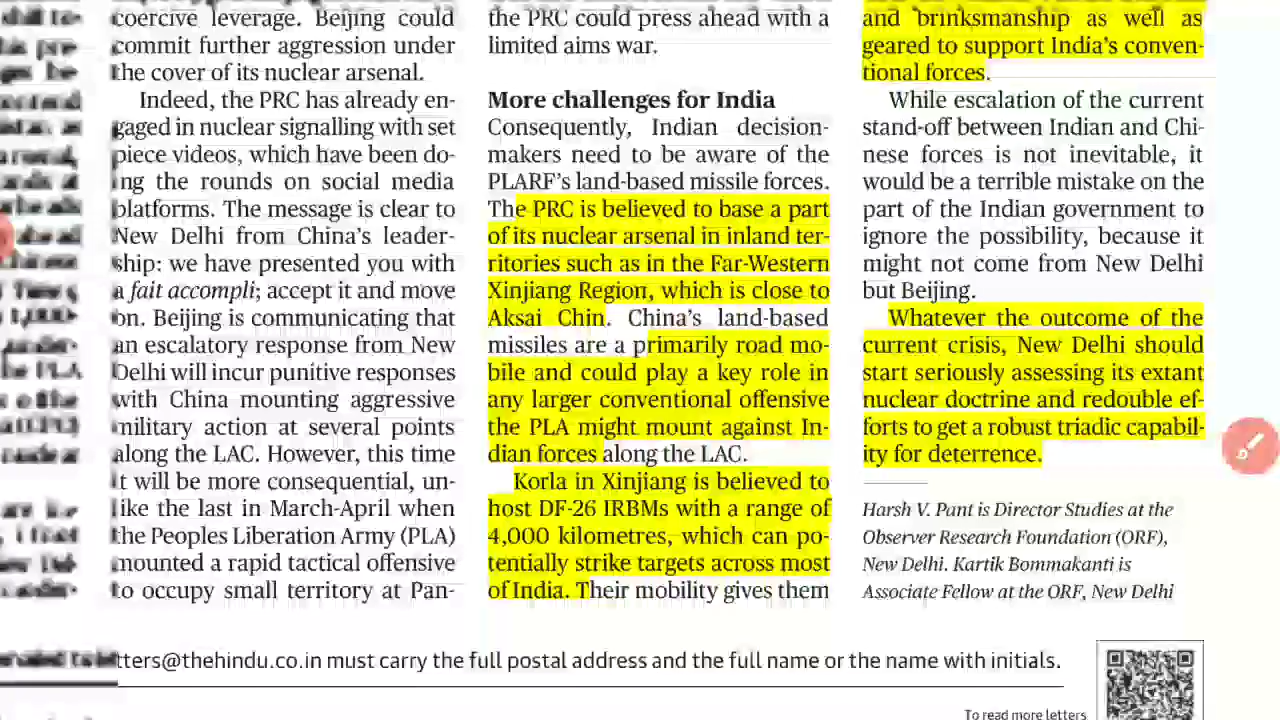 coercive leverage. Beijing could
commit further aggression under
the cover of its nuclear arsenal.
Indeed, the PRC has already en-
gaged in nuclear signalling with set
piece videos, which have been do-
ing the rounds on social media
platforms. The message is clear to
New Delhi from China's leader-
ship: we have presented you with
a fait accompli; accept it and move
on. Beijing is communicating that
an escalatory response from New
Delhi will incur punitive responses
with China mounting aggressive
military action at several points
along the LAC. However, this time
it will be more consequential, un-
like the last in March-April when
the Peoples Liberation Army (PLA)
mounted a rapid tactical offensive
to occupy small territory at Pan-
the PRC could press ahead with a
limited aims war.
More challenges for India
Consequently, Indian decision-
makers need to be aware of the
PLARF's land-based missile forces.
The PRC is believed to base a part
of its nuclear arsenal in inland ter-
ritories such as in the Far-Western
Xinjiang Region, which is close to
Aksai Chin. China's land-based
missiles are a primarily road mo-
bile and could play a key role in
any larger conventional offensive
the PLA might mount against In-
dian forces along the LAC.
Korla in Xinjiang is believed to
host DF-26 IRBMs with a range of
4,000 kilometres, which can po-
tentially strike targets across most
of India. Their mobility gives them
and brinksmanship as well as
geared to support India's conven-
tional forces.
While escalation of the current
stand-off between Indian and Chi-
nese forces is not inevitable, it
would be a terrible mistake on the
part of the Indian government to
ignore the possibility, because it
might not come from New Delhi
but Beijing.
Whatever the outcome of the
current crisis, New Delhi should
start seriously assessing its extant
nuclear doctrine and redouble ef-
forts to get a robust triadic capabil-
ity for deterrence.
Harsh V. Pant is Director Studies at the
Observer Research Foundation (ORF),
New Delhi. Kartik Bommakanti is
Associate Fellow at the ORF, New Delhi
tters@thehindu.co.in must carry the full postal address and the full name or the name with initials.
To read more letters